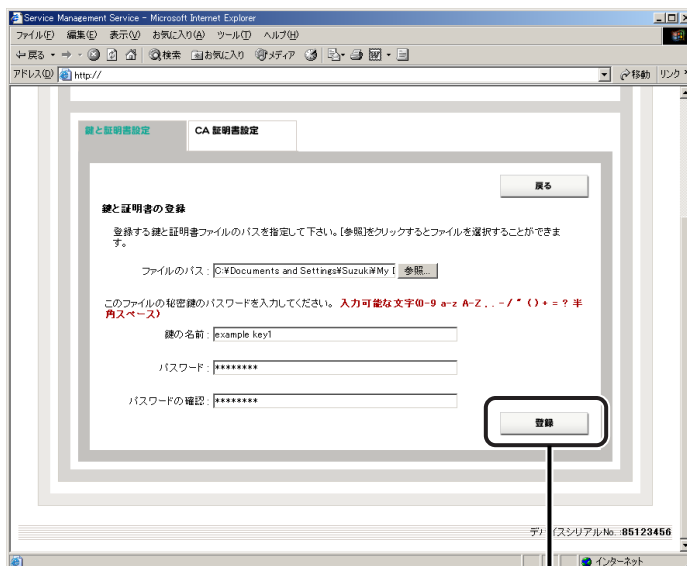 Service Management Service - Microsoft Internet Explorer
ファイル(F) 編集(E) 表示(V) お気に入り(A) ツール(T) ヘルプ(H)
戻る 検索 お気に入り メディア
アドレス(D) http:// 移動 リンク
鍵と証明書設定 CA 証明書設定
戻る
鍵と証明書の登録
登録する鍵と証明書ファイルのパスを指定して下さい。[参照]をクリックするとファイルを選択することができま
す。
ファイルのパス : C:¥Documents and Settings¥Suzuki¥My 参照...
このファイルの秘密鍵のパスワードを入力してください。 入力可能な文字(0-9 a-z A-Z , . - / " ( ) + = ? 半
角スペース)
鍵の名前 : example key1
パスワード : ********
パスワードの確認 : ********
登録
デバイスシリアルNo. :85123456
インターネット